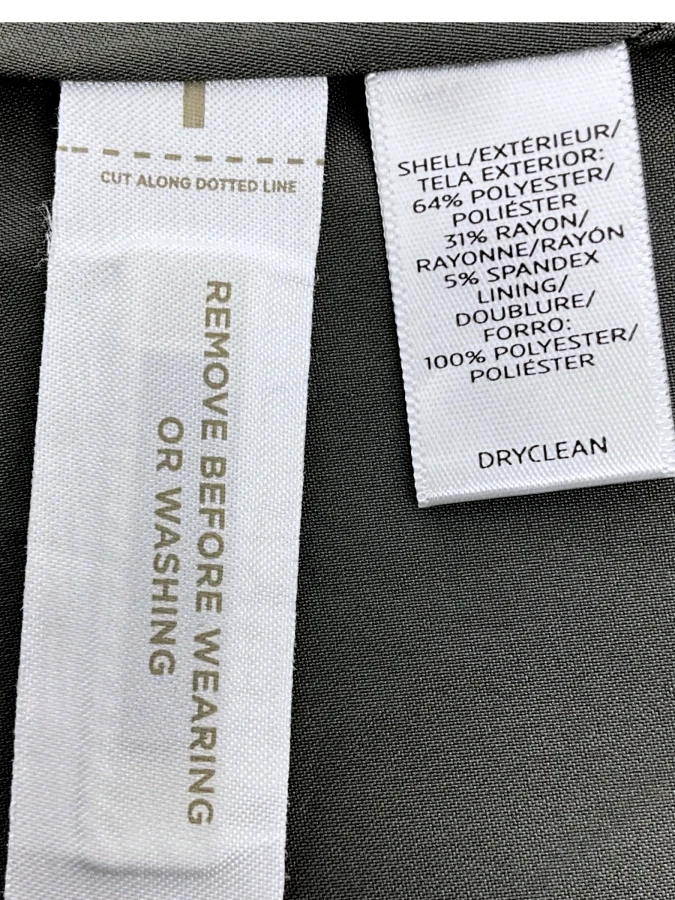 CUT ALONG DOTTED LINE
REMOVE BEFORE WEARING
OR WASHING
SHELL/EXTÉRIEUR/
TELA EXTERIOR:
64% POLYESTER/
POLIÉSTER
31% RAYON/
RAYONNE/RAYÓN
5% SPANDEX
LINING/
DOUBLURE/
FORRO:
100% POLYESTER/
POLIÉSTER
DRYCLEAN